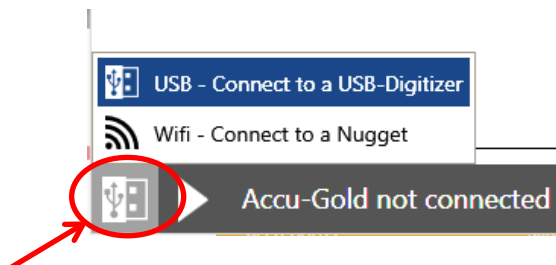 USB - Connect to a USB-Digitizer
Wifi - Connect to a Nugget
Accu-Gold not connected